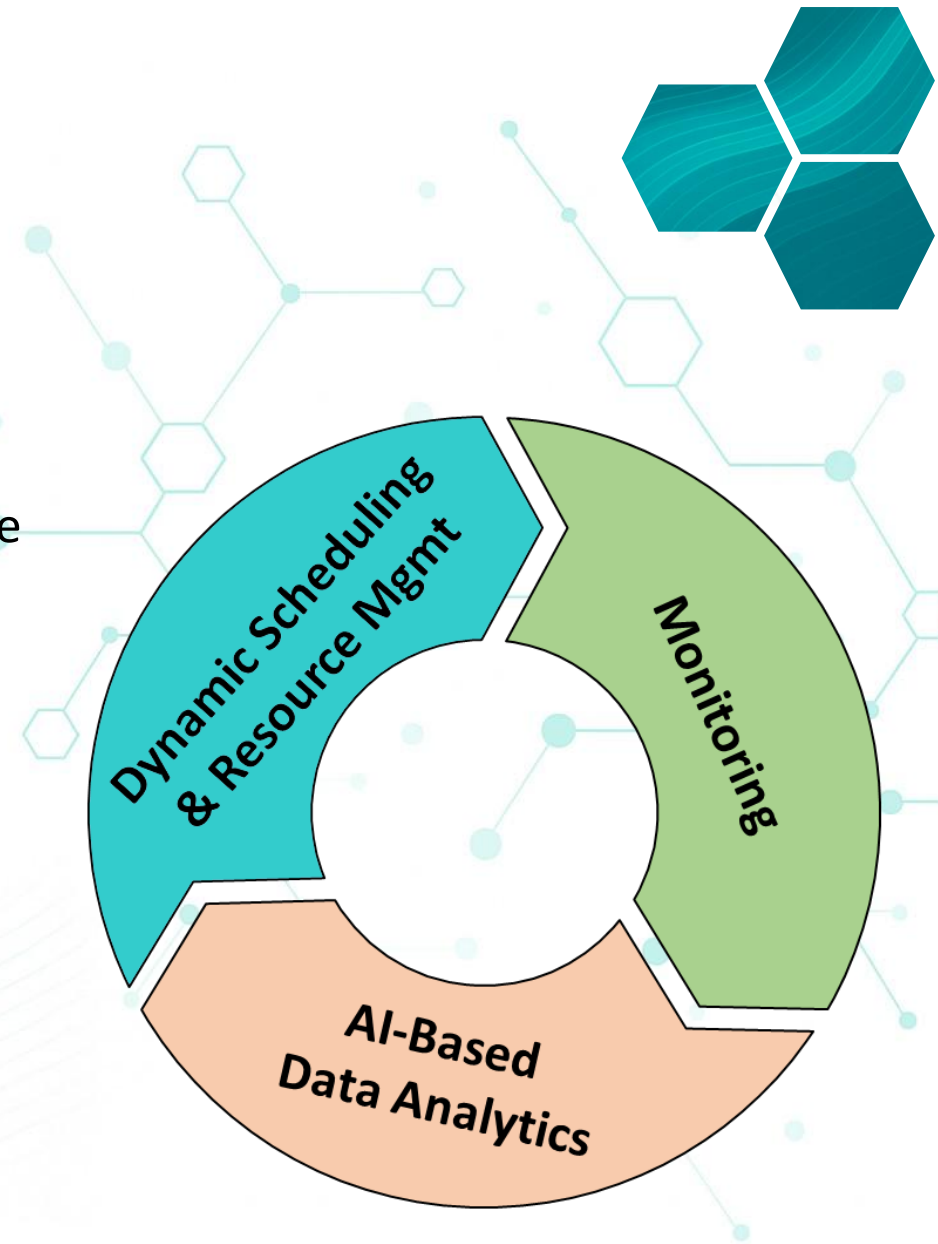 e
Dynamic Scheduling
& Resource Mgmt
Monitoring
AI-Based
Data Analytics